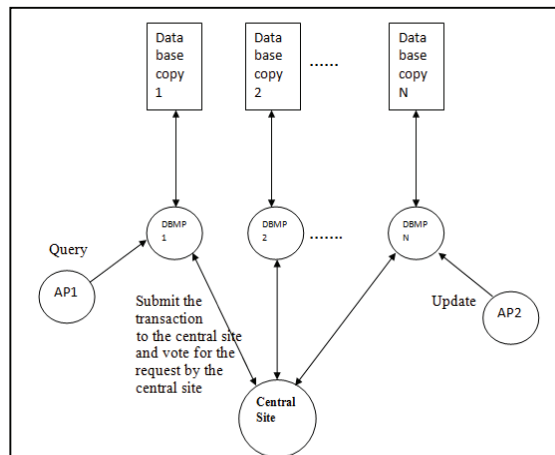 Data
base
copy
1
Data
base
copy
2
......
Data
base
copy
N
DBMP
1
DBMP
2
.......
DBMP
N
Query
AP1
Submit the
transaction
to the central site
and vote for the
request by the
central site
Update
AP2
Central
Site